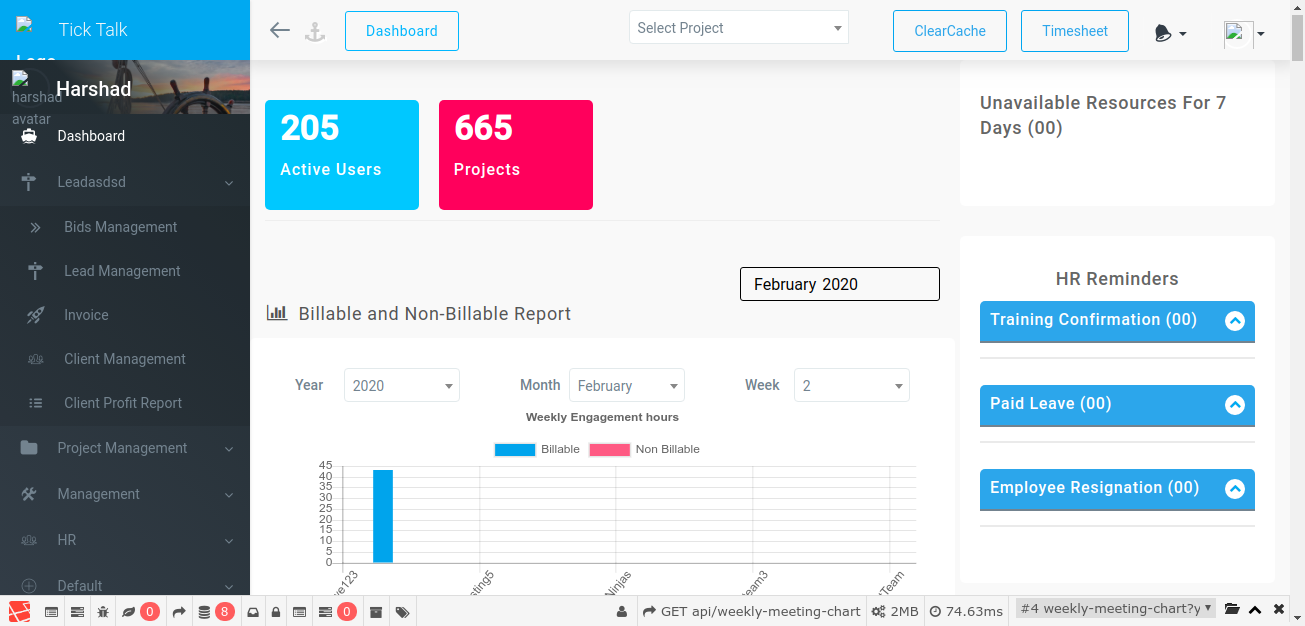 Tick Talk
Harshad
harshad
avatar
Dashboard
Leadasdsd
Bids Management
Lead Management
Invoice
Client Management
Client Profit Report
Project Management
Management
HR
Default
Dashboard
Select Project
ClearCache
Timesheet
205
Active Users
665
Projects
February 2020
Billable and Non-Billable Report
Year
2020
Month
February
Week
2
Weekly Engagement hours
Billable
Non Billable
45
40
35
30
25
20
15
10
5
0
ve123
sting5
Ninjas
eam3
Team
Unavailable Resources For 7
Days (00)
HR Reminders
Training Confirmation (00)
Paid Leave (00)
Employee Resignation (00)
0
8
0
GET api/weekly-meeting-chart
2MB
74.63ms
#4 weekly-meeting-chart?y